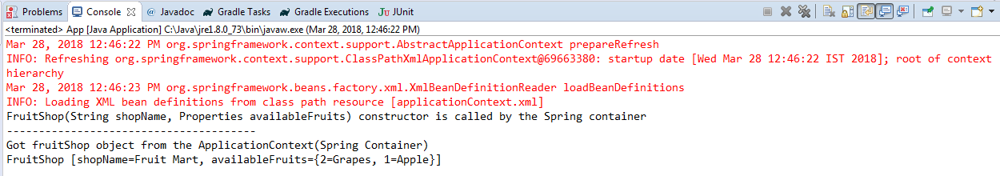 Problems Console Javadoc Gradle Tasks Gradle Executions JUnit
<terminated> App [Java Application] C:\Java\jre1.8.0_73\bin\javaw.exe (Mar 28, 2018, 12:46:22 PM)
Mar 28, 2018 12:46:22 PM org.springframework.context.support.AbstractApplicationContext prepareRefresh
INFO: Refreshing org.springframework.context.support.ClassPathXmlApplicationContext@69663380: startup date [Wed Mar 28 12:46:22 IST 2018]; root of context
hierarchy
Mar 28, 2018 12:46:23 PM org.springframework.beans.factory.xml.XmlBeanDefinitionReader loadBeanDefinitions
INFO: Loading XML bean definitions from class path resource [applicationContext.xml]
FruitShop(String shopName, Properties availableFruits) constructor is called by the Spring container
---------------------------------------
Got fruitShop object from the ApplicationContext(Spring Container)
FruitShop [shopName=Fruit Mart, availableFruits={2=Grapes, 1=Apple}]